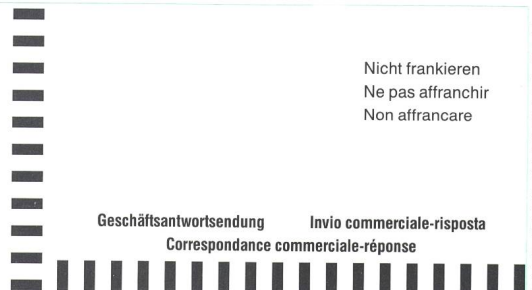 Nicht frankieren
Ne pas affranchir
Non affrancare
Geschäftsantwortsendung Invio commerciale-risposta
Correspondance commerciale-réponse